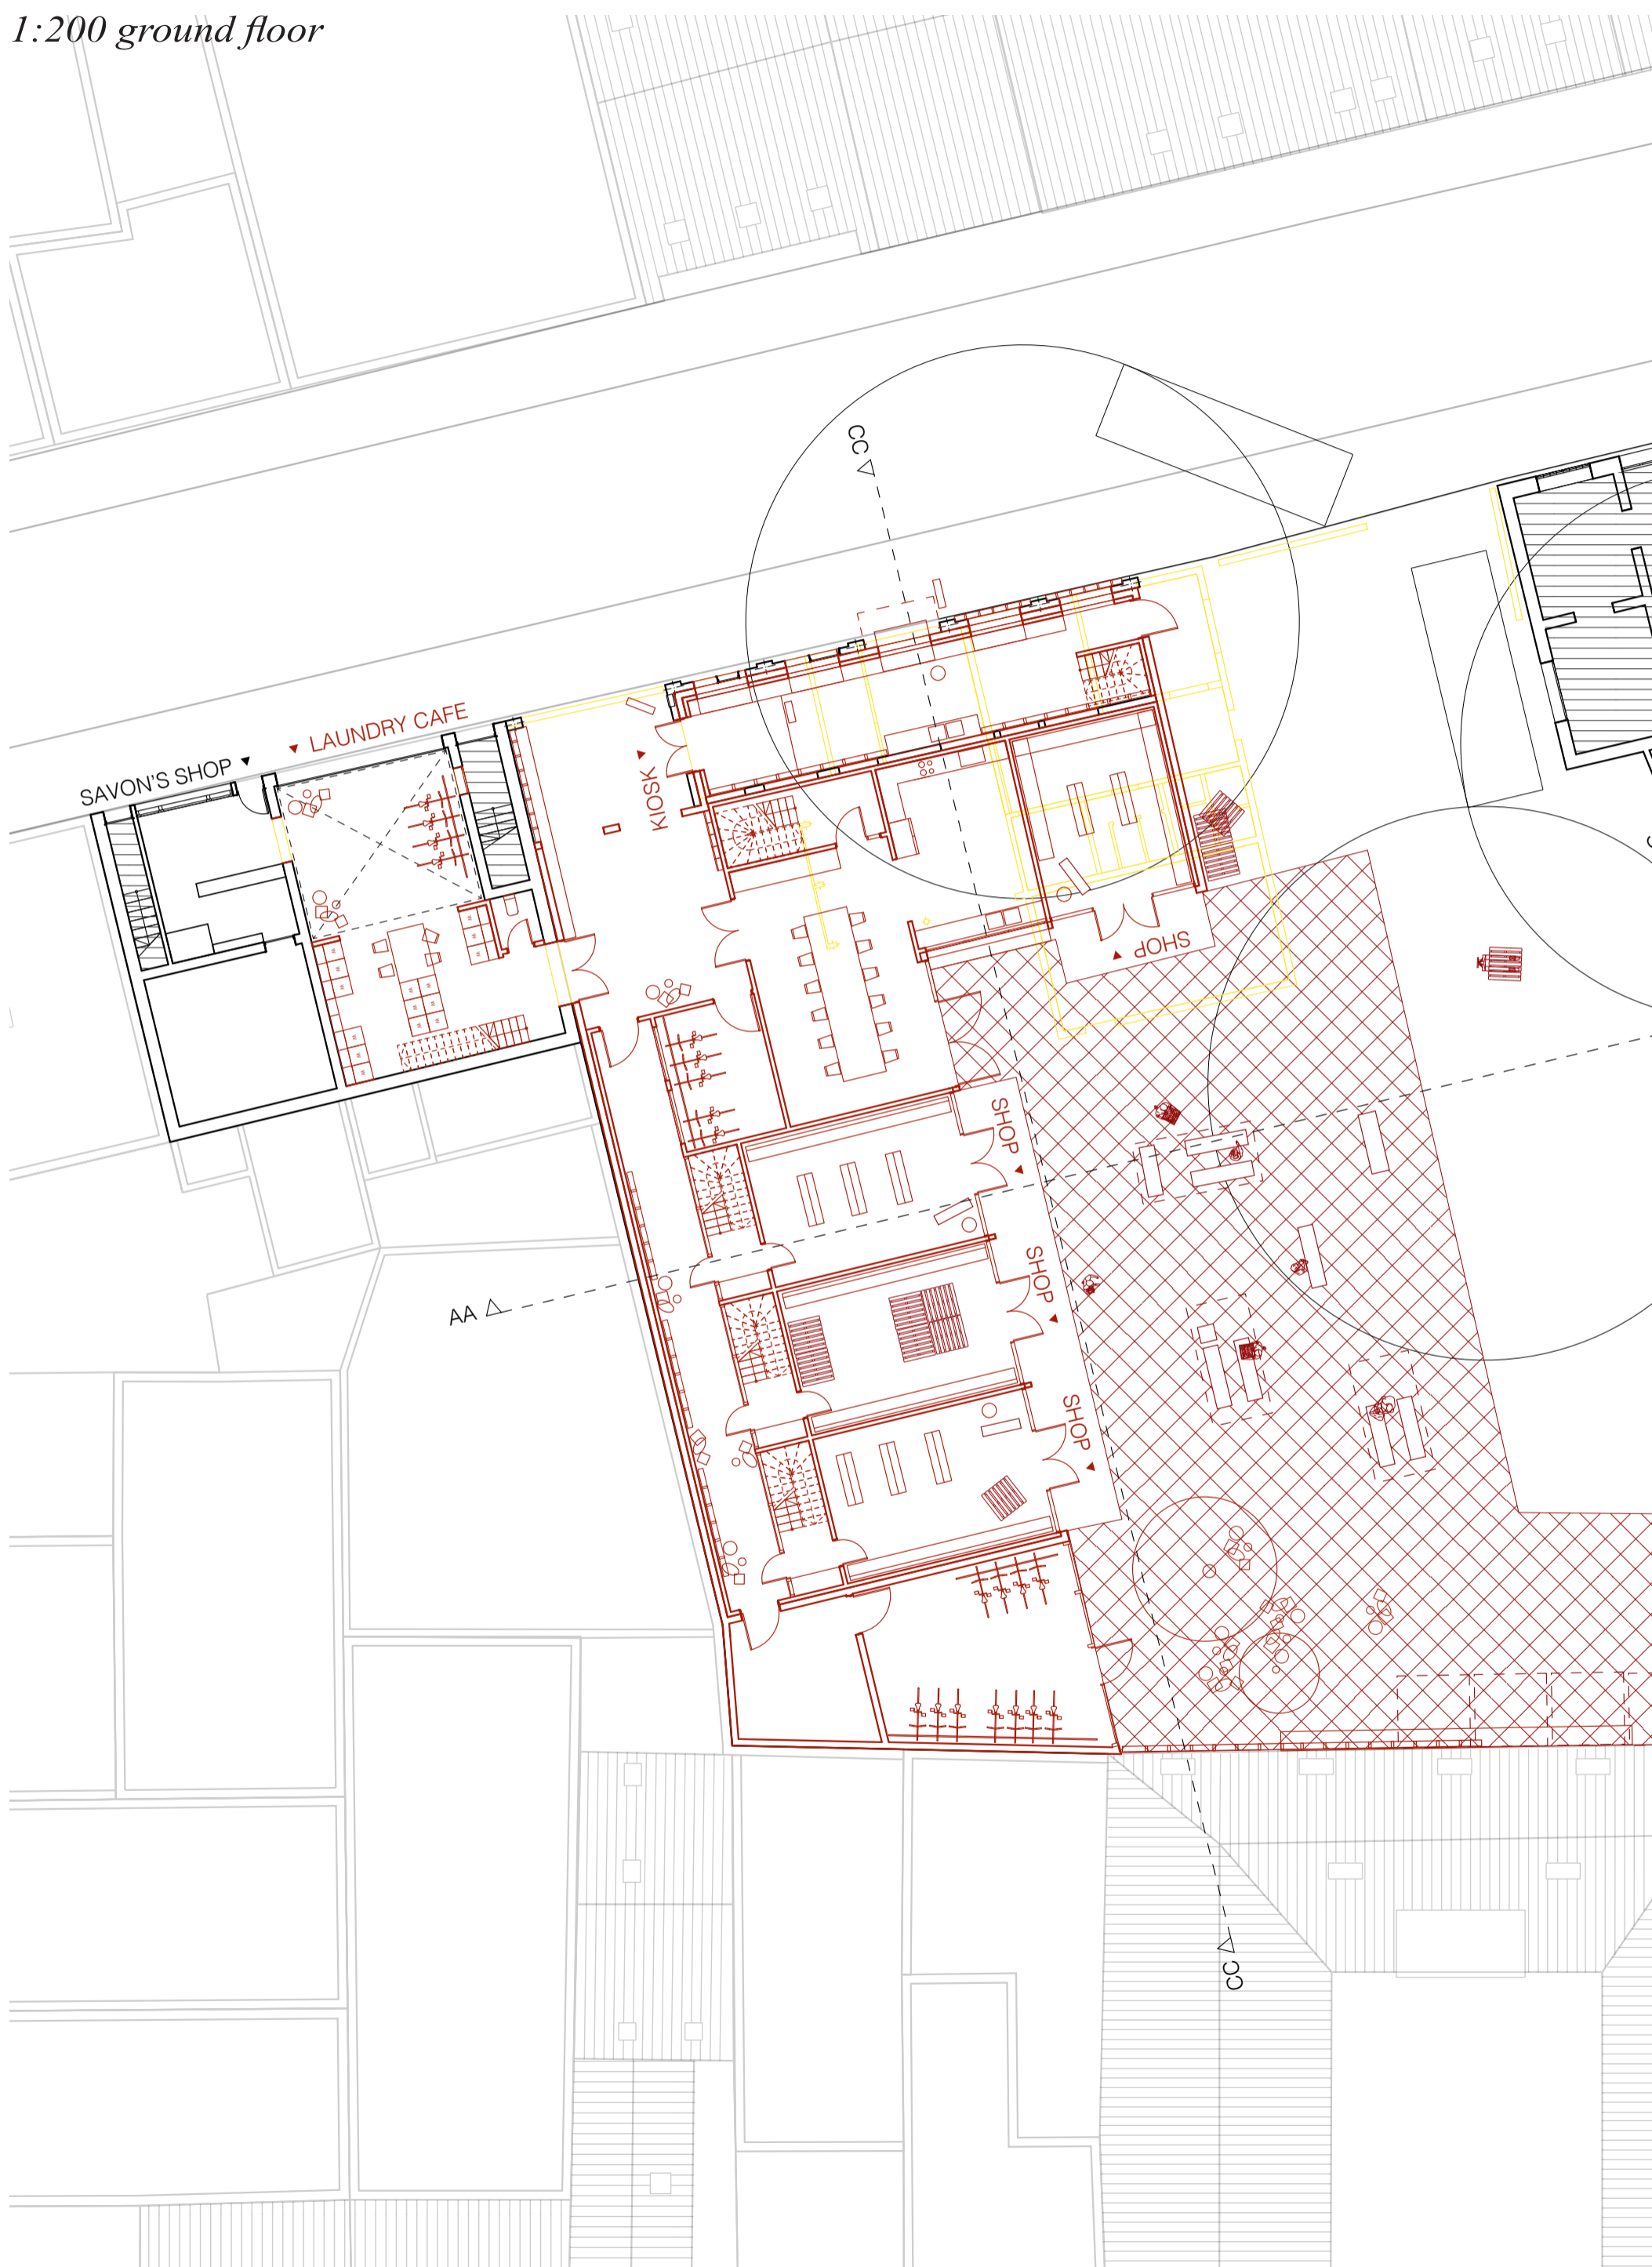 1:200 ground floor
CC
LAUNDRY CAFE
SAVON'S SHOP
KIOSK
SHOP
SHOP
AA
SHOP
SHOP
CC